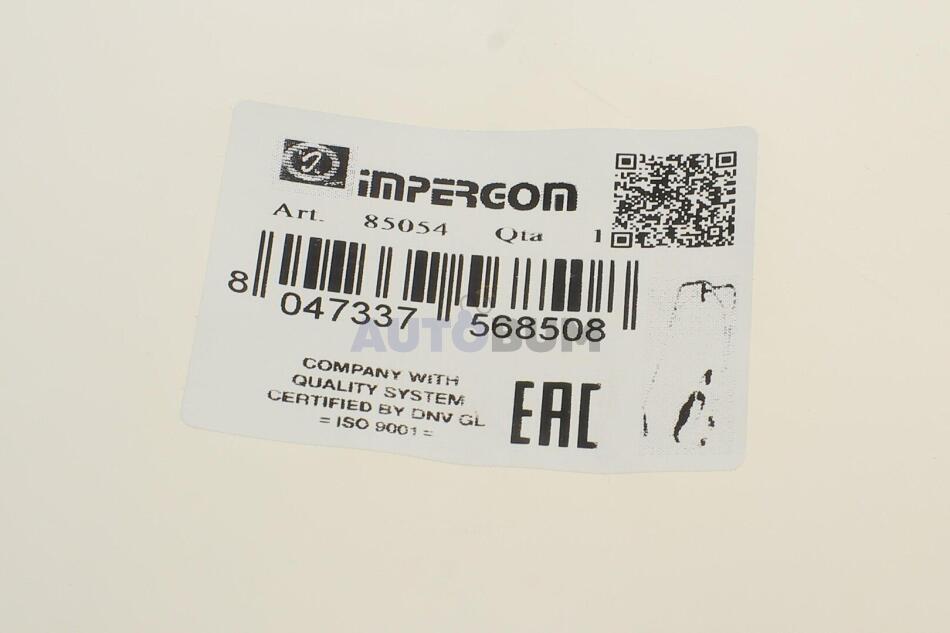 IMPERGOM
Art. 85054 Qta 1
8 047337 568508
AUTOBUM
COMPANY WITH
QUALITY SYSTEM
CERTIFIED BY DNV GL
= ISO 9001 =
EAC